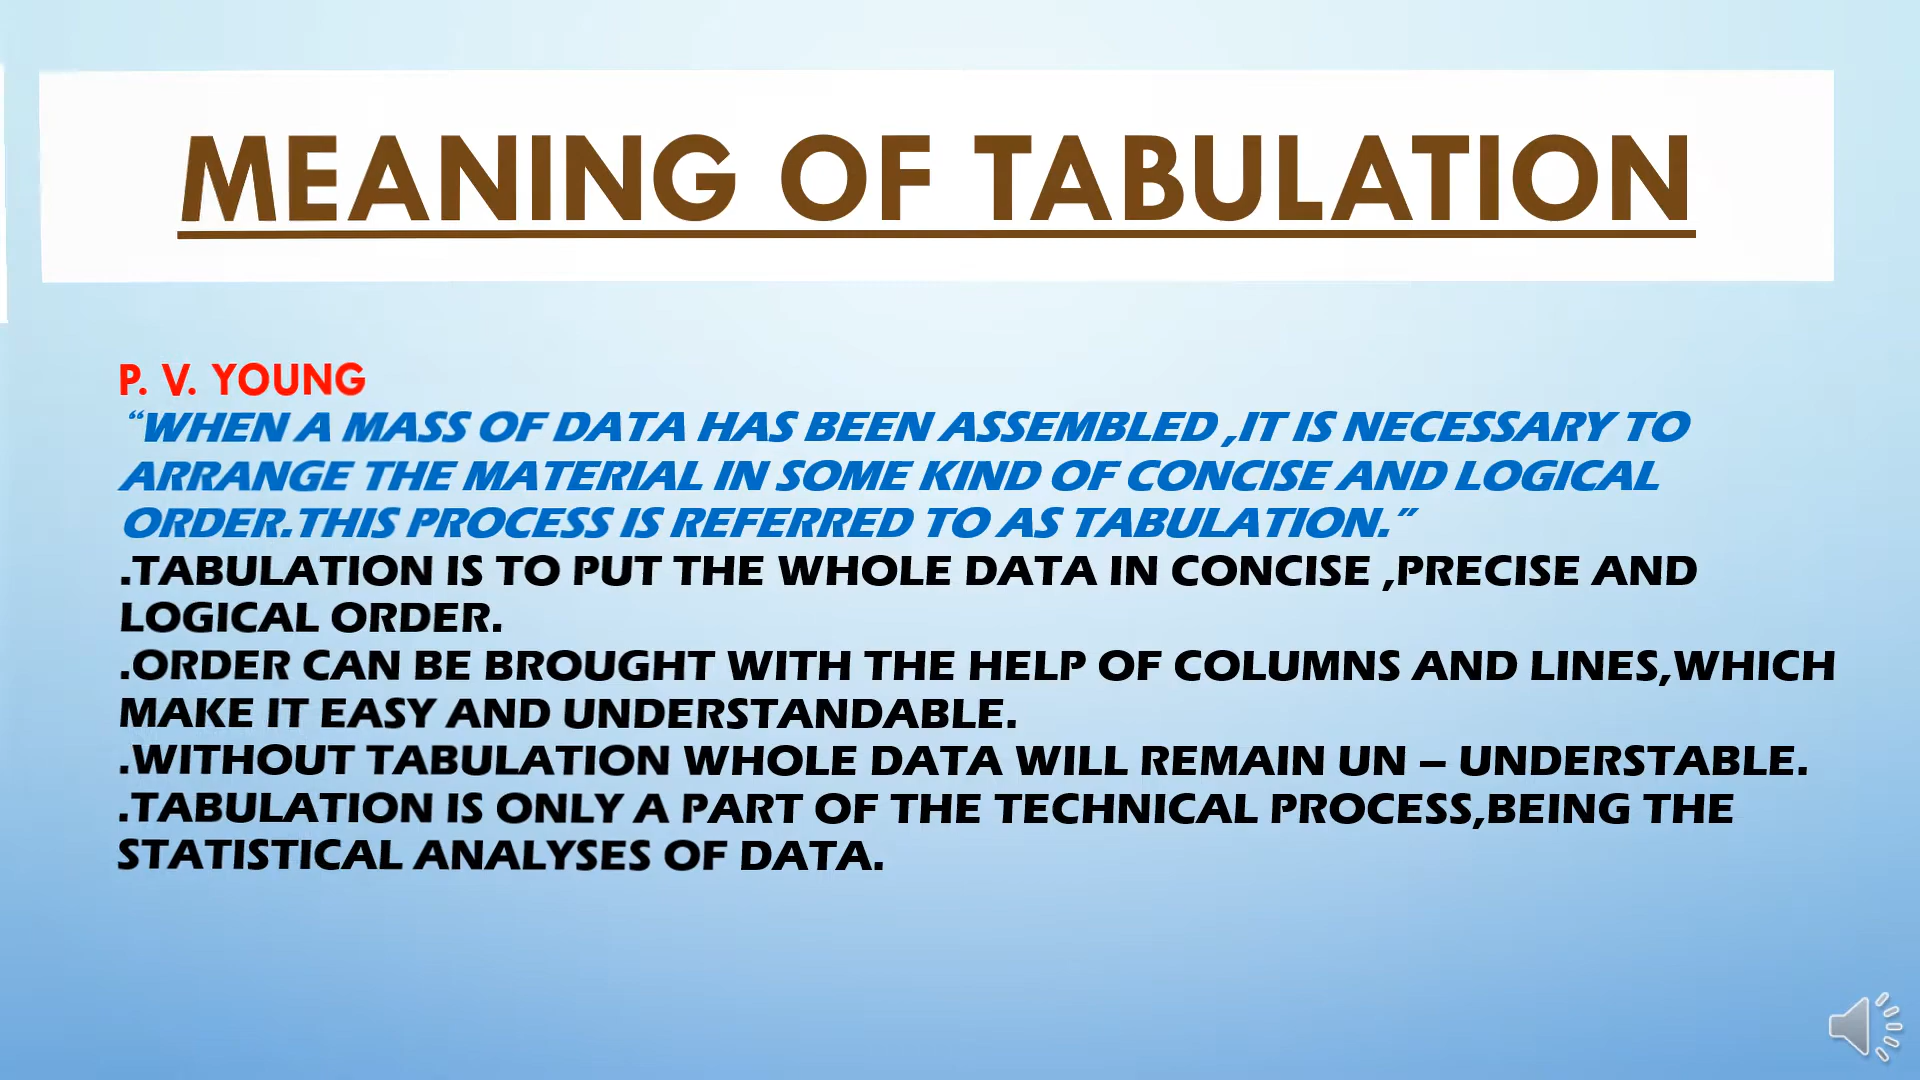 MEANING OF TABULATION
P. V. YOUNG
“WHEN A MASS OF DATA HAS BEEN ASSEMBLED ,IT IS NECESSARY TO
ARRANGE THE MATERIAL IN SOME KIND OF CONCISE AND LOGICAL
ORDER.THIS PROCESS IS REFERRED TO AS TABULATION.”
.TABULATION IS TO PUT THE WHOLE DATA IN CONCISE ,PRECISE AND
LOGICAL ORDER.
.ORDER CAN BE BROUGHT WITH THE HELP OF COLUMNS AND LINES,WHICH
MAKE IT EASY AND UNDERSTANDABLE.
.WITHOUT TABULATION WHOLE DATA WILL REMAIN UN – UNDERSTABLE.
.TABULATION IS ONLY A PART OF THE TECHNICAL PROCESS,BEING THE
STATISTICAL ANALYSES OF DATA.